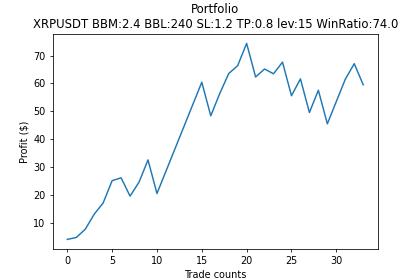 Portfolio
XRPUSDT BBM:2.4 BBL:240 SL:1.2 TP:0.8 lev:15 WinRatio:74.0
Profit ($)
70
60
50
40
30
20
10
0 5 10 15 20 25 30
Trade counts